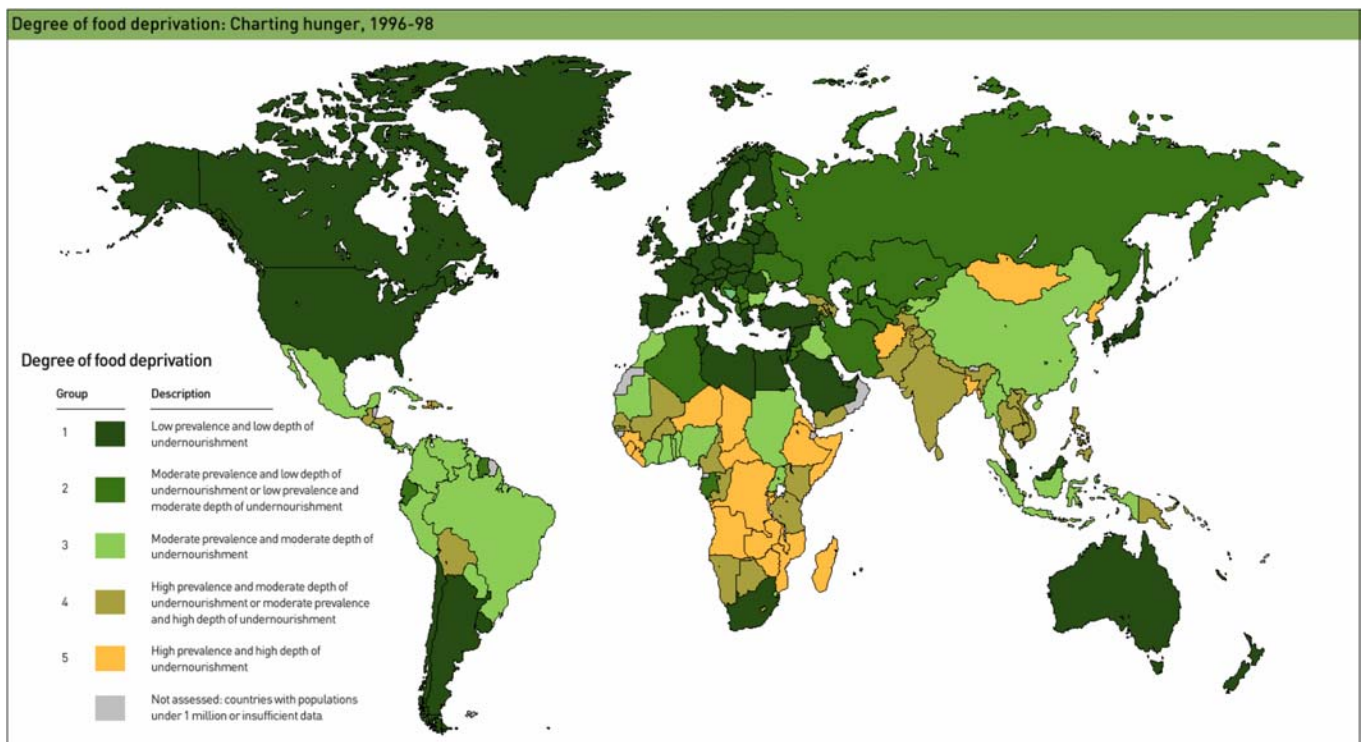 Degree of food deprivation: Charting hunger, 1996-98
Degree of food deprivation
Group
Description
1
Low prevalence and low depth of
undernourishment
2
Moderate prevalence and low depth of
undernourishment or low prevalence and
moderate depth of undernourishment
3
Moderate prevalence and moderate depth of
undernourishment
4
High prevalence and moderate depth of
undernourishment or moderate prevalence
and high depth of undernourishment
5
High prevalence and high depth of
undernourishment
Not assessed: countries with populations
under 1 million or insufficient data